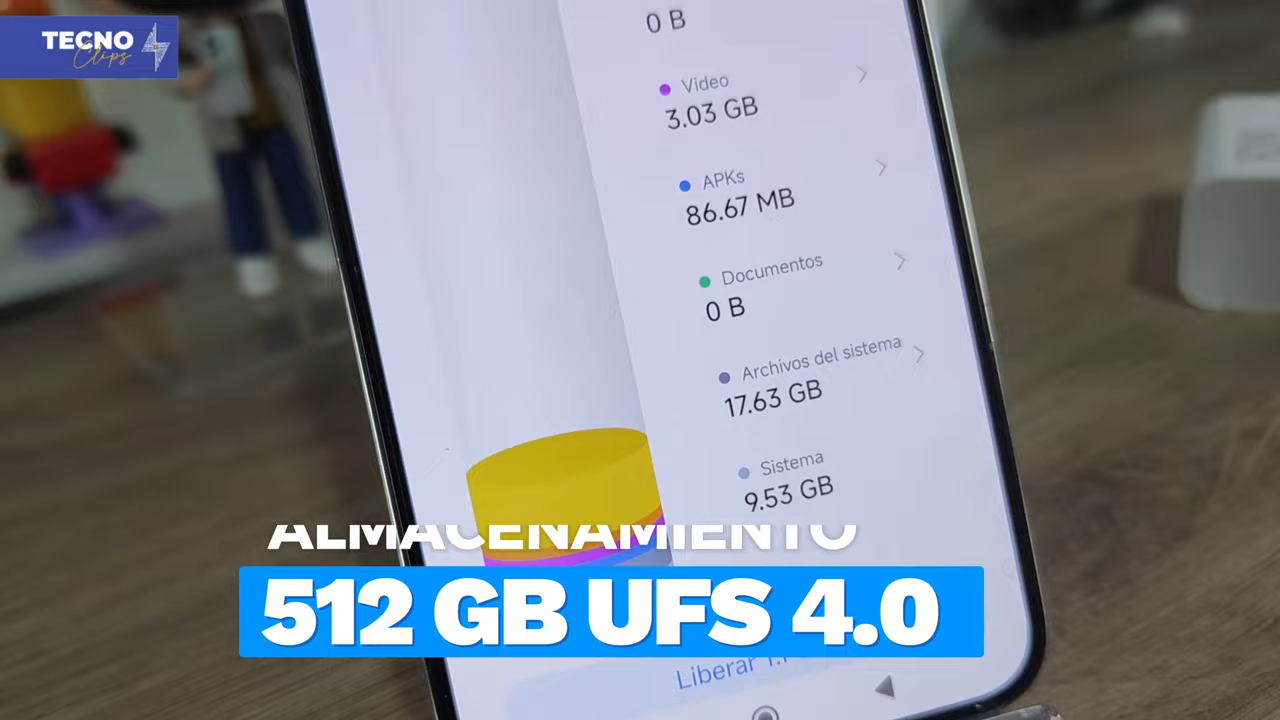 TECNO
Clips
0 B
Video
3.03 GB
APKs
86.67 MB
Documentos
0 B
Archivos del sistema
17.63 GB
Sistema
9.53 GB
ALMACENAMIENTO
512 GB UFS 4.0
Liberar